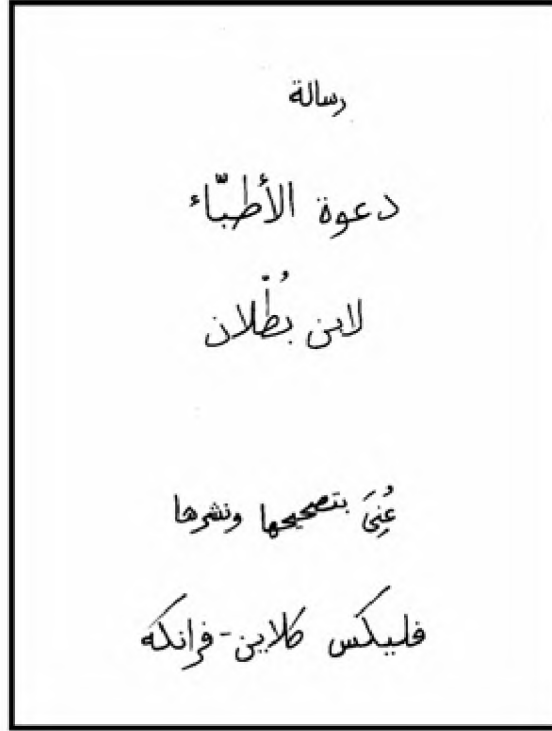 رسالة
دعوة الأطبّاء
لابن بُطْلان
عُنِيَ بتصحيحها ونشرها
فليكس كلاين-فرانكه